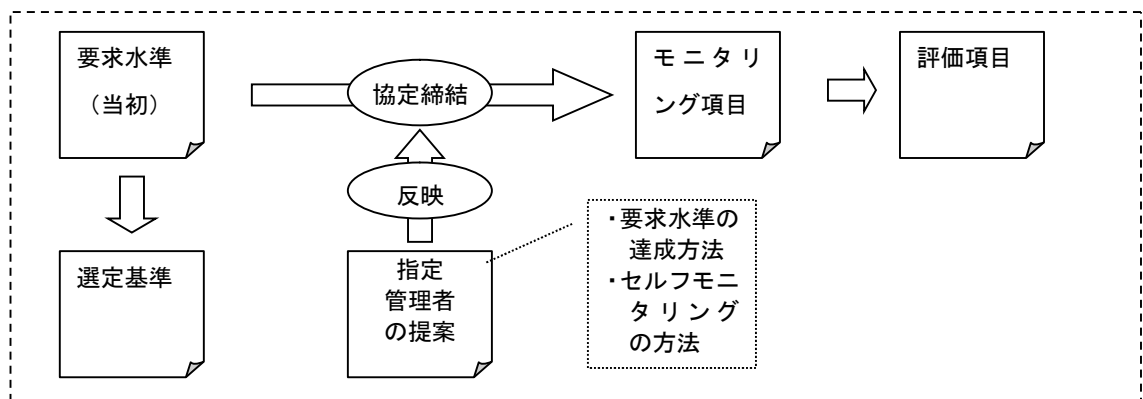 要求水準
（当初）
協定締結
モニタリ
ング項目
評価項目
反映
選定基準
指定
管理者
の提案
・要求水準の
達成方法
・セルフモニ
タリング
の方法